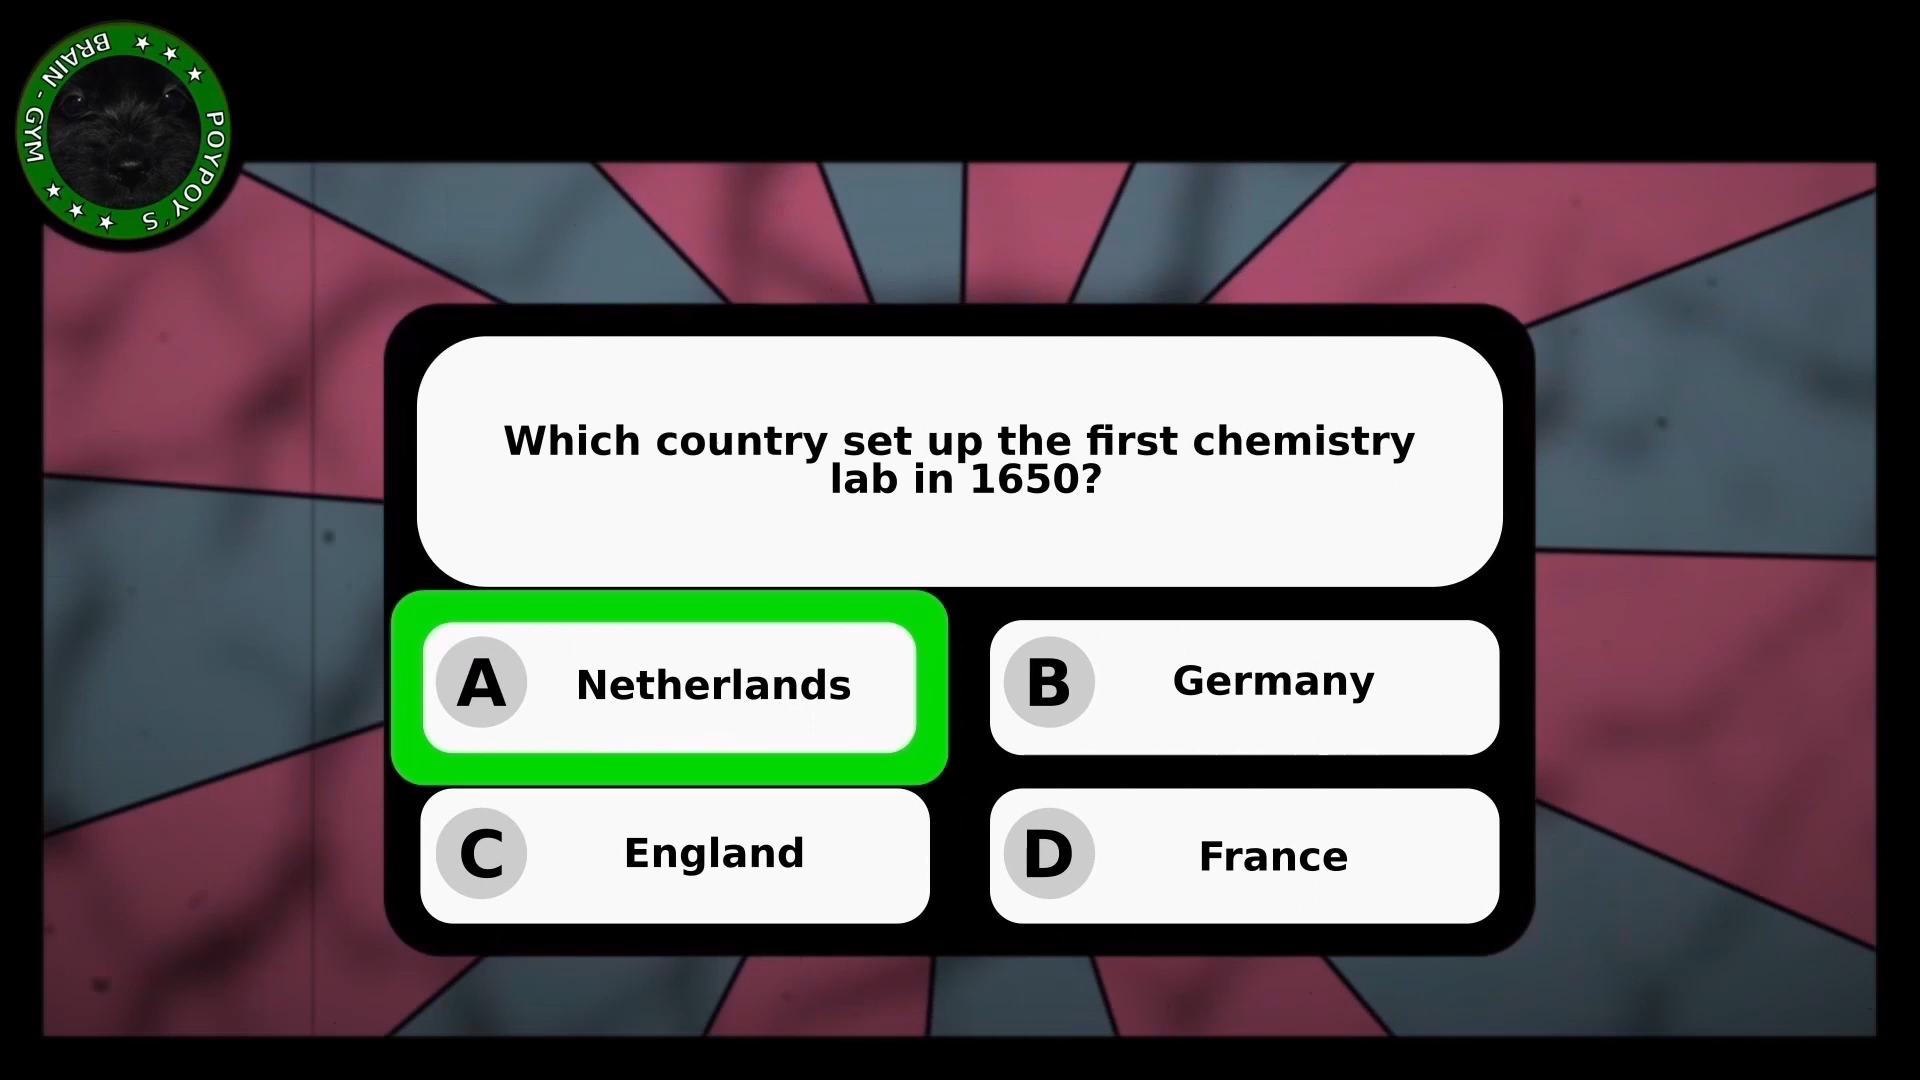 POYPOY'S
BRAIN - GYM
Which country set up the first chemistry
lab in 1650?
A Netherlands
B Germany
C England
D France